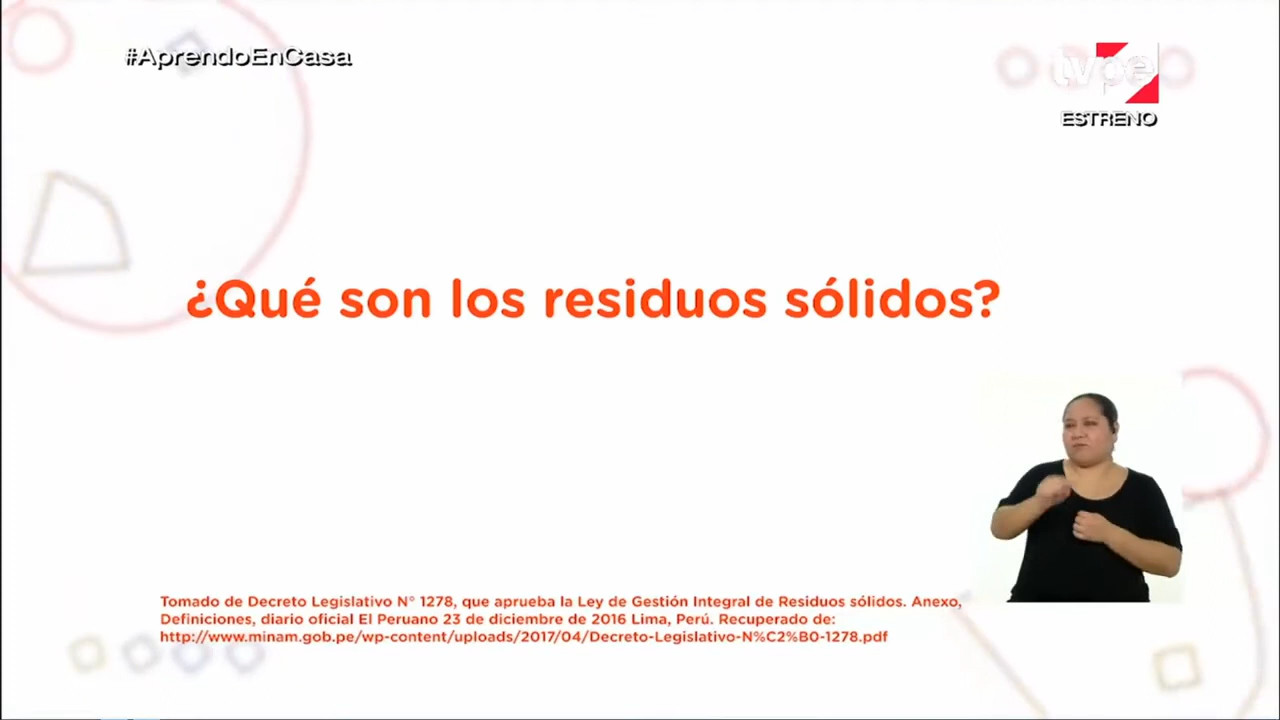 #AprendoEnCasa
tvpe
ESTRENO
¿Qué son los residuos sólidos?
Tomado de Decreto Legislativo N° 1278, que aprueba la Ley de Gestión Integral de Residuos sólidos. Anexo,
Definiciones, diario oficial El Peruano 23 de diciembre de 2016 Lima, Perú. Recuperado de:
http://www.minam.gob.pe/wp-content/uploads/2017/04/Decreto-Legislativo-N%C2%B0-1278.pdf